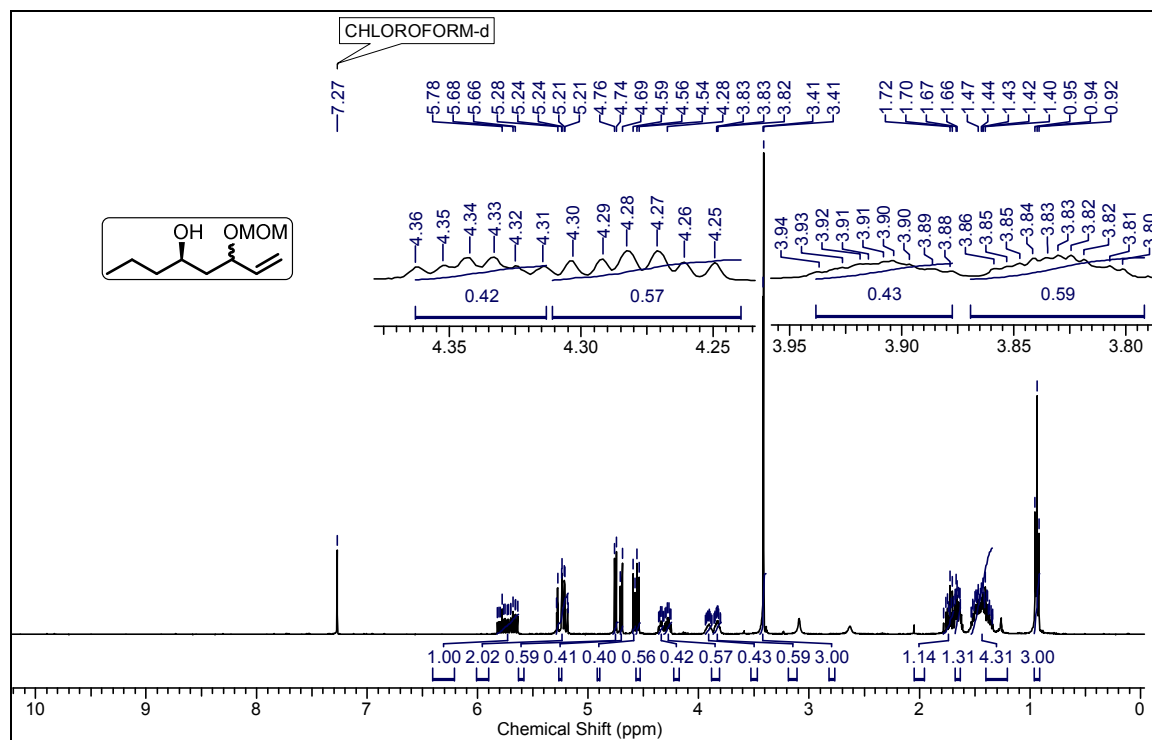 CHLOROFORM-d
7.27
5.78 5.68 5.66 5.28 5.24 5.24 5.21 5.21 4.76 4.74 4.69 4.59 4.56 4.54 4.28 3.83 3.83 3.82 3.41 3.41
1.72 1.70 1.67 1.66 1.47 1.44 1.43 1.42 1.40 0.95 0.94 0.92
OH OMOM
4.36 4.35 4.34 4.33 4.32 4.31 4.30 4.29 4.28 4.27 4.26 4.25
3.94 3.93 3.92 3.91 3.91 3.90 3.90 3.89 3.88 3.86 3.85 3.85 3.84 3.83 3.83 3.82 3.82 3.81 3.80
0.42 0.57
0.43 0.59
4.35 4.30 4.25
3.95 3.90 3.85 3.80
1.00 2.02 0.59 0.41 0.40 0.56 0.42 0.57 0.43 0.59 3.00 1.14 1.31 4.31 3.00
10 9 8 7 6 5 4 3 2 1 0
Chemical Shift (ppm)